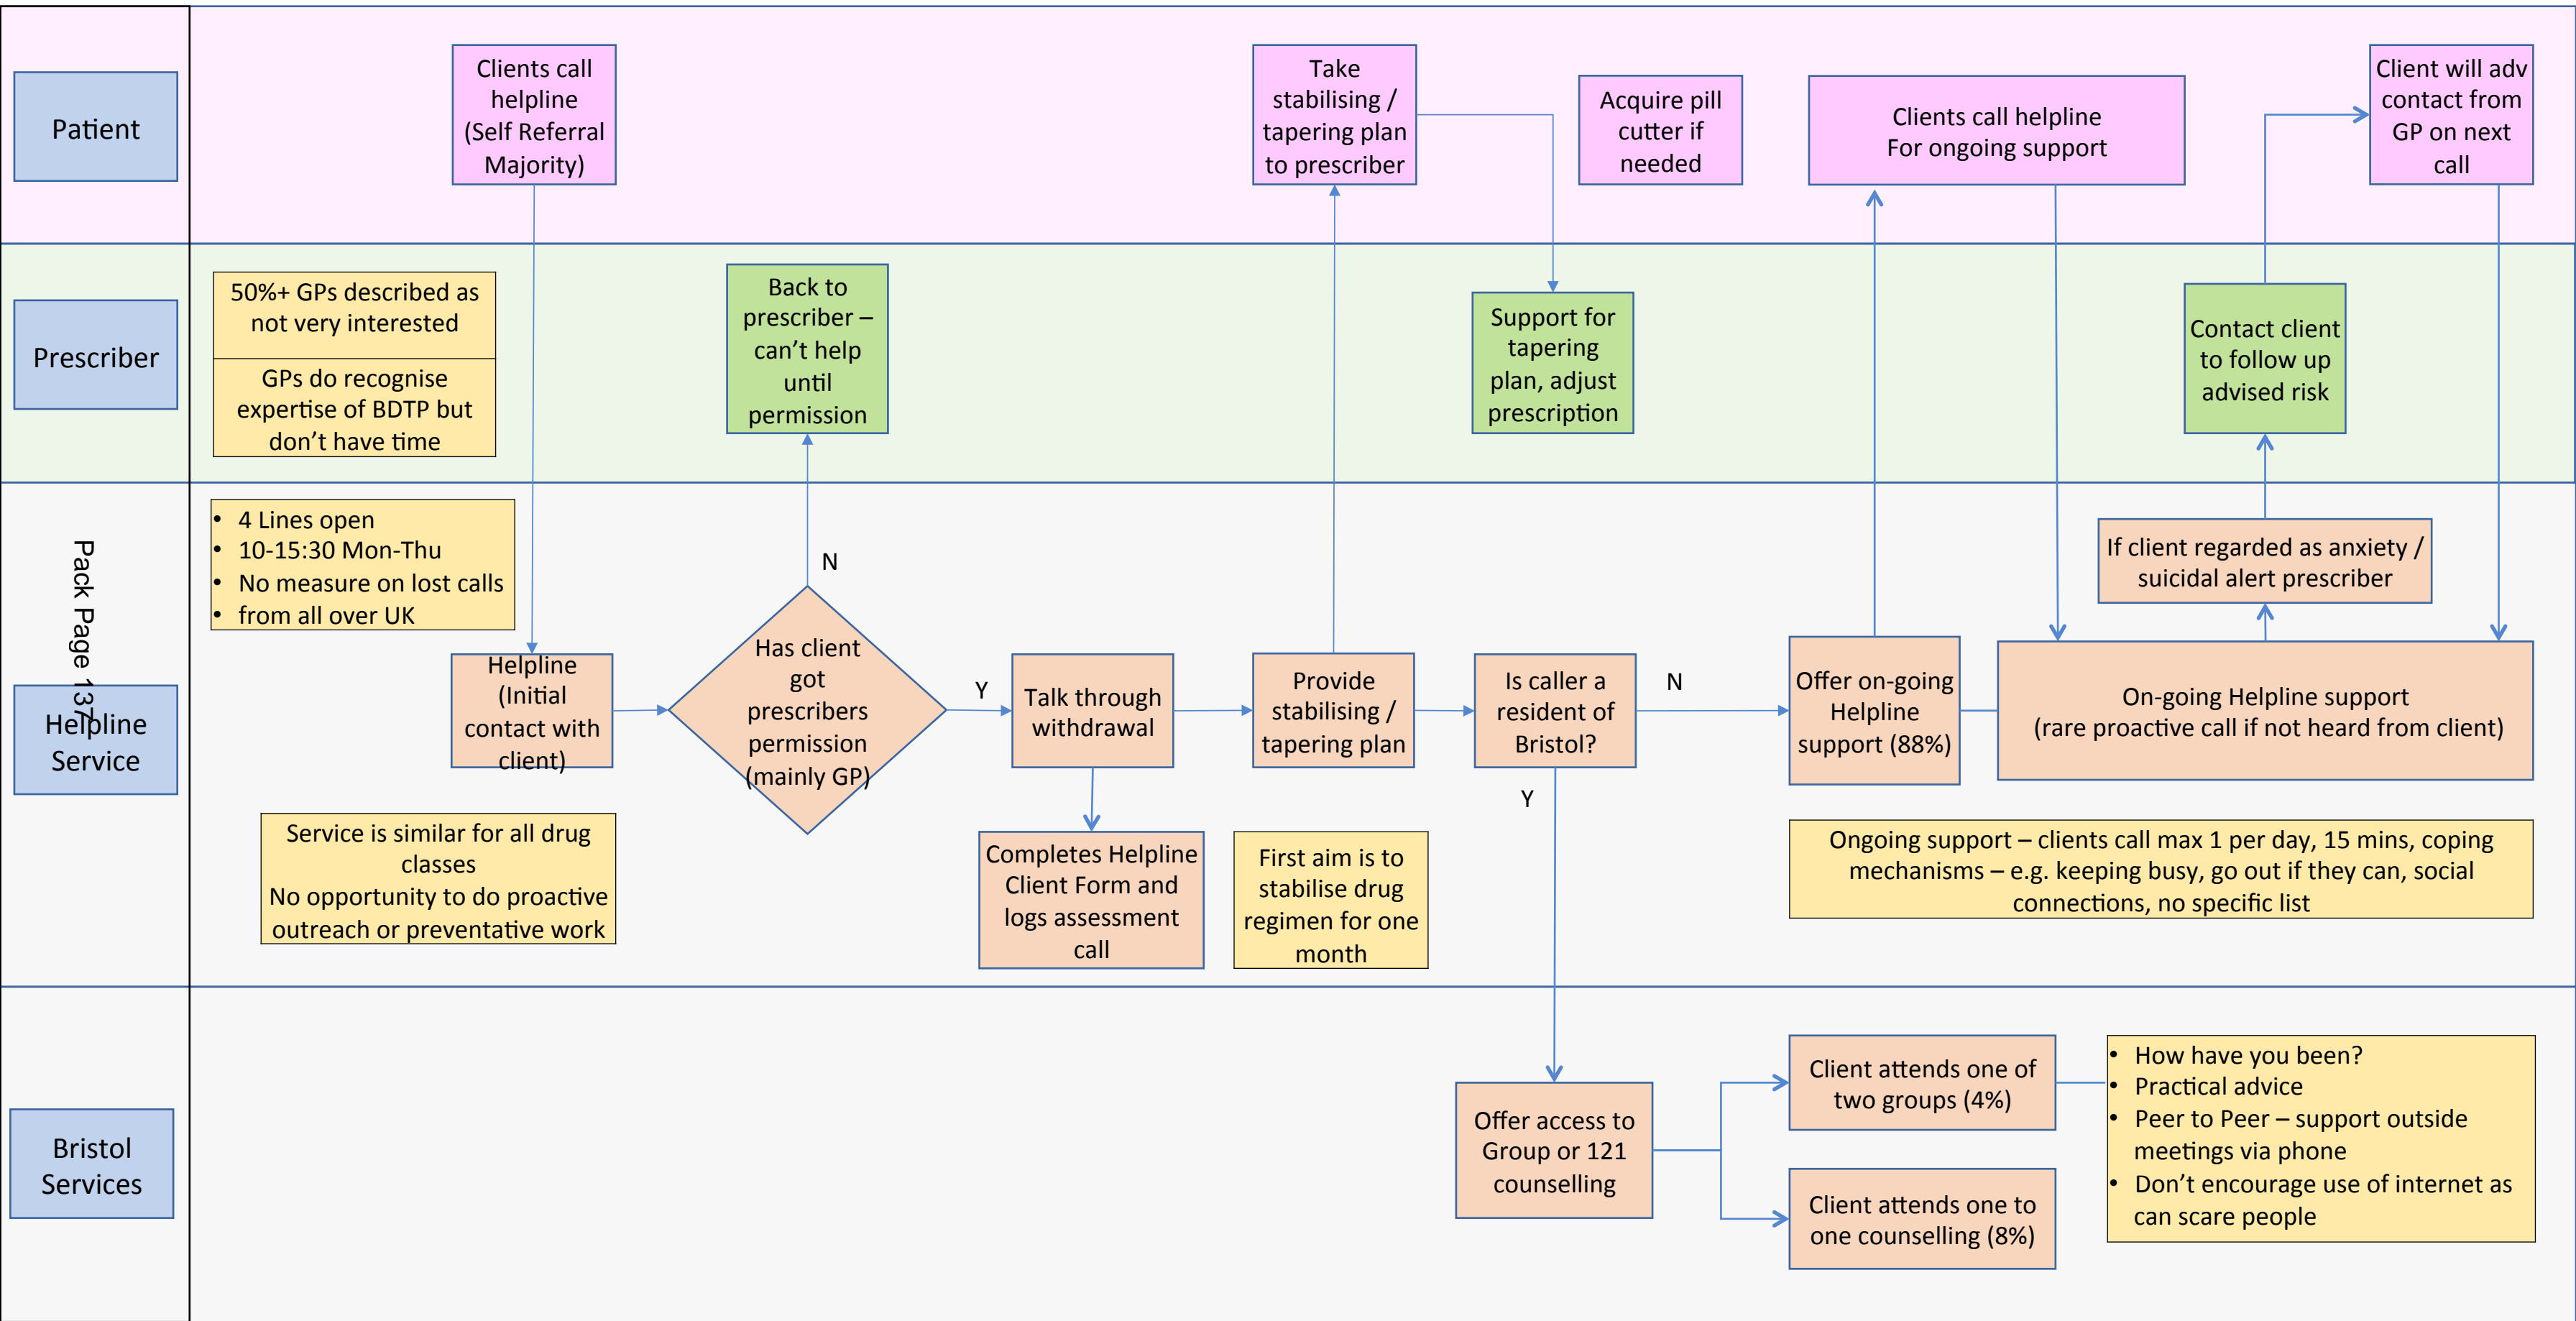 Patient
Clients call
helpline
(Self Referral
Majority)
Take
stabilising /
tapering plan
to prescriber
Acquire pill
cutter if
needed
Clients call helpline
For ongoing support
Client will adv
contact from
GP on next
call
Prescriber
50%+ GPs described as
not very interested
GPs do recognise
expertise of BDTP but
don't have time
Back to
prescriber –
can't help
until
permission
Support for
tapering
plan, adjust
prescription
Contact client
to follow up
advised risk
Pack Page 137
Helpline
Service
• 4 Lines open
• 10-15:30 Mon-Thu
• No measure on lost calls
• from all over UK
Helpline
(Initial
contact with
client)
Service is similar for all drug
classes
No opportunity to do proactive
outreach or preventative work
N
Has client
got
prescribers
permission
(mainly GP)
Y
Talk through
withdrawal
Completes Helpline
Client Form and
logs assessment
call
Provide
stabilising /
tapering plan
First aim is to
stabilise drug
regimen for one
month
Is caller a
resident of
Bristol?
N
Y
Offer on-going
Helpline
support (88%)
If client regarded as anxiety /
suicidal alert prescriber
On-going Helpline support
(rare proactive call if not heard from client)
Ongoing support – clients call max 1 per day, 15 mins, coping
mechanisms – e.g. keeping busy, go out if they can, social
connections, no specific list
Bristol
Services
Offer access to
Group or 121
counselling
Client attends one of
two groups (4%)
Client attends one to
one counselling (8%)
• How have you been?
• Practical advice
• Peer to Peer – support outside
meetings via phone
• Don't encourage use of internet as
can scare people